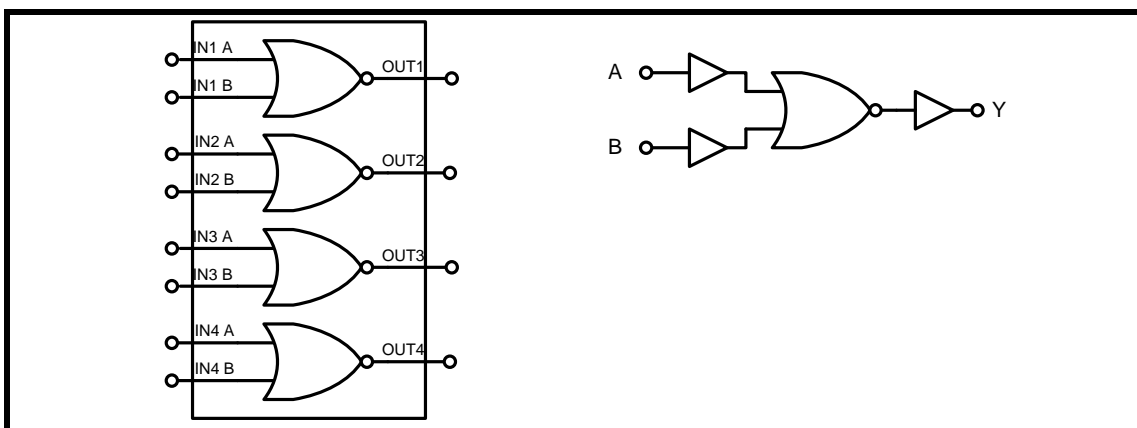 IN1 A
OUT1
IN1 B
IN2 A
OUT2
IN2 B
IN3 A
OUT3
IN3 B
IN4 A
OUT4
IN4 B
A
Y
B